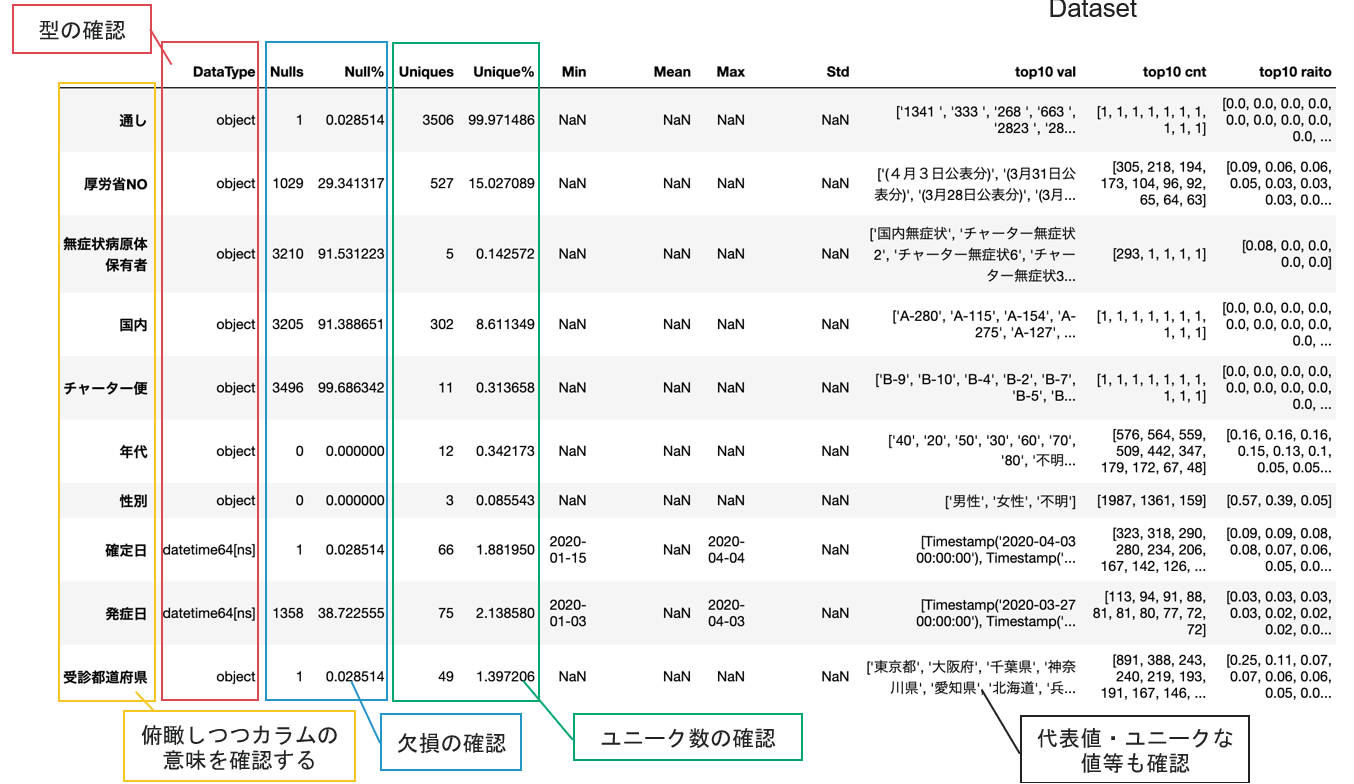 Dataset
型の確認
DataType Nulls Null% Uniques Unique% Min Mean Max Std top10 val top10 cnt top10 raito
通し object 1 0.028514 3506 99.971486 NaN NaN NaN NaN ['1341 ', '333 ', '268 ', '663 ', [1, 1, 1, 1, 1, 1, 1, [0.0, 0.0, 0.0, 0.0,
'2823 ', '28... 1, 1, 1] 0.0, 0.0, 0.0, 0.0,
0.0, ...
厚労省NO object 1029 29.341317 527 15.027089 NaN NaN NaN NaN ['(４月３日公表分)', '(3月31日公 [305, 218, 194, [0.09, 0.06, 0.06,
表分)', '(3月28日公表分)', '(3月... 173, 104, 96, 92, 0.05, 0.03, 0.03,
65, 64, 63] 0.03, 0.0...
無症状病原体 ['国内無症状', 'チャーター無症状
保有者 object 3210 91.531223 5 0.142572 NaN NaN NaN NaN 2', 'チャーター無症状6', 'チャー [293, 1, 1, 1, 1] [0.08, 0.0, 0.0,
ター無症状3... 0.0, 0.0]
国内 object 3205 91.388651 302 8.611349 NaN NaN NaN NaN ['A-280', 'A-115', 'A-154', 'A- [1, 1, 1, 1, 1, 1, 1, [0.0, 0.0, 0.0, 0.0,
275', 'A-127', ... 1, 1, 1] 0.0, 0.0, 0.0, 0.0,
0.0, ...
チャーター便 object 3496 99.686342 11 0.313658 NaN NaN NaN NaN ['B-9', 'B-10', 'B-4', 'B-2', 'B-7', [1, 1, 1, 1, 1, 1, 1, [0.0, 0.0, 0.0, 0.0,
'B-5', 'B... 1, 1, 1] 0.0, 0.0, 0.0, 0.0,
0.0, ...
年代 object 0 0.000000 12 0.342173 NaN NaN NaN NaN ['40', '20', '50', '30', '60', '70', [576, 564, 559, [0.16, 0.16, 0.16,
'80', '不明... 509, 442, 347, 0.15, 0.13, 0.1,
179, 172, 67, 48] 0.05, 0.05...
性別 object 0 0.000000 3 0.085543 NaN NaN NaN NaN ['男性', '女性', '不明'] [1987, 1361, 159] [0.57, 0.39, 0.05]
確定日 datetime64[ns] 1 0.028514 66 1.881950 2020- NaN 2020- NaN [Timestamp('2020-04-03 [323, 318, 290, [0.09, 0.09, 0.08,
01-15 04-04 00:00:00'), Timestamp('... 280, 234, 206, 0.08, 0.07, 0.06,
167, 142, 126, ... 0.05, 0.0...
発症日 datetime64[ns] 1358 38.722555 75 2.138580 2020- NaN 2020- NaN [Timestamp('2020-03-27 [113, 94, 91, 88, [0.03, 0.03, 0.03,
01-03 04-03 00:00:00'), Timestamp('... 81, 81, 80, 77, 72, 0.03, 0.02, 0.02,
72] 0.02, 0.0...
受診都道府県 object 1 0.028514 49 1.397206 NaN NaN NaN NaN ['東京都', '大阪府', '千葉県', '神奈 [891, 388, 243, [0.25, 0.11, 0.07,
川県', '愛知県', '北海道', '兵... 240, 219, 193, 0.07, 0.06, 0.06,
191, 167, 146, ... 0.05, 0.0...
俯瞰しつつカラムの
意味を確認する
欠損の確認
ユニーク数の確認
代表値・ユニークな
値等も確認